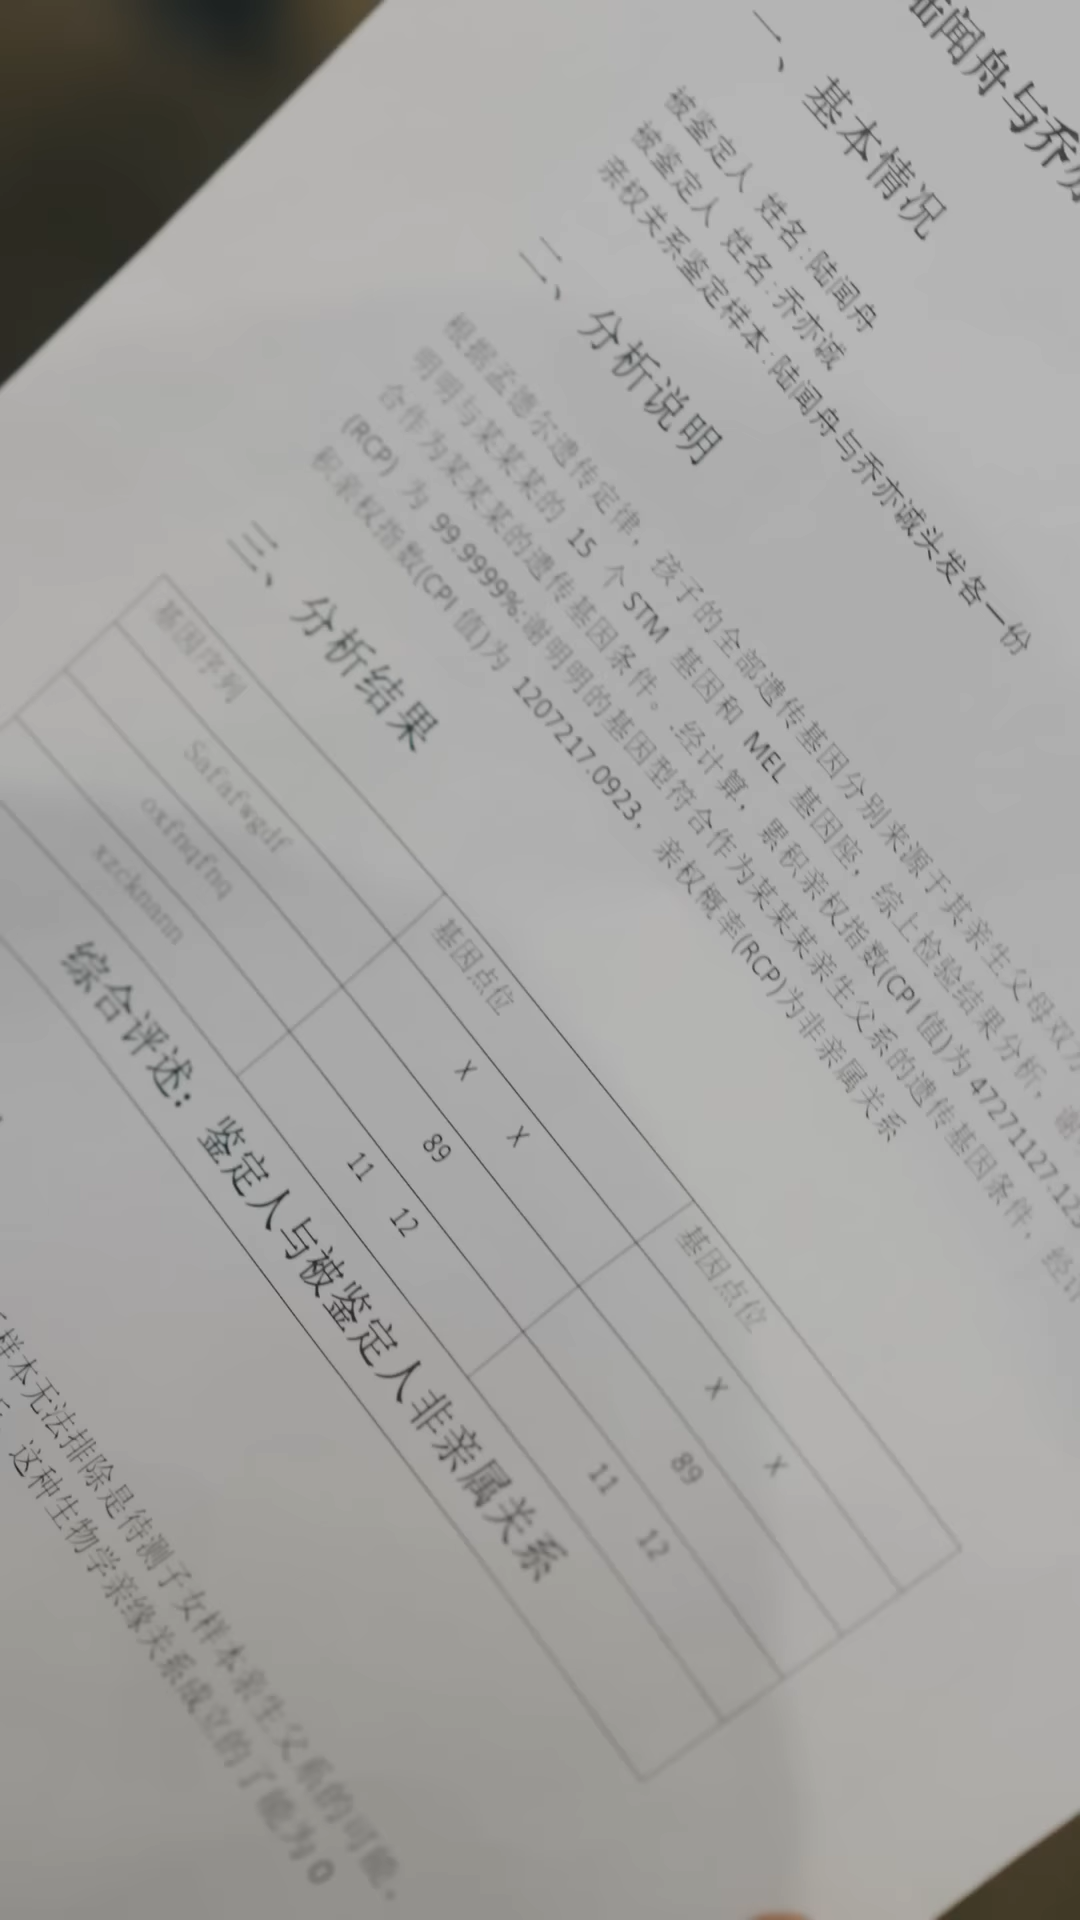 陆闻舟与乔亦
一、基本情况
被鉴定人 姓名:陆闻舟
被鉴定人 姓名:乔亦诚
亲权关系鉴定样本:陆闻舟与乔亦诚头发各一份
二、分析说明
根据孟德尔遗传定律，孩子的全部遗传基因分别来源于其亲生父母双方
明明与某某某的 15 个 STM 基因和 MEL 基因座，综上检验结果分析，谢
合作为某某某的遗传基因条件。.经计算，累积亲权指数(CPI 值)为 47271127.123
(RCP) 为 99.9999%;谢明明的基因型符合作为某某某亲生父系的遗传基因条件，经计
积亲权指数(CPI 值)为 1207217.0923，亲权概率(RCP)为非亲属关系
三、分析结果
基因序列 基因点位 基因点位
Safafwgdf X X X X
oxfnqfnq 89 89
xzcknann 11 12 11 12
综合评述：鉴定人与被鉴定人非亲属关系
样本无法排除是待测子女样本亲生父系的可能。
这种生物学亲缘关系成立的了能为 0